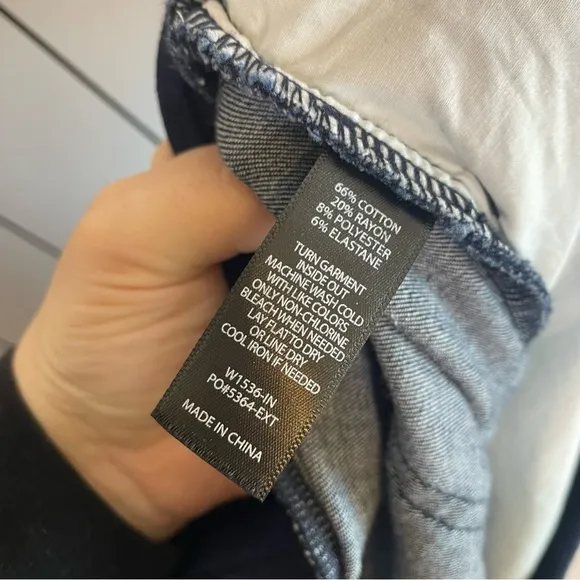 66% COTTON
20% RAYON
8% POLYESTER
6% ELASTANE
TURN GARMENT
INSIDE OUT
MACHINE WASH COLD
WITH LIKE COLORS
ONLY NON-CHLORINE
BLEACH WHEN NEEDED
LAY FLAT TO DRY
OR LINE DRY
COOL IRON IF NEEDED
W1536-IN
PO#5364-EXT
MADE IN CHINA